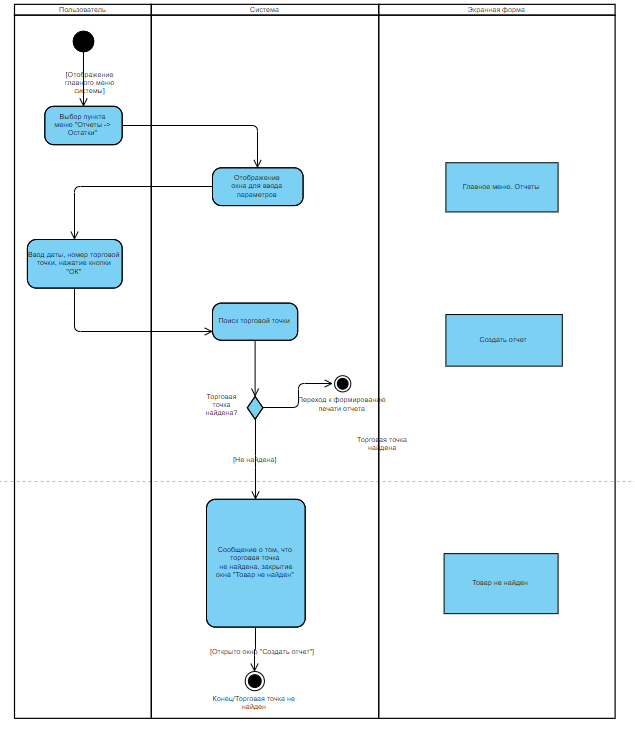 Пользователь
Система
Экранная форма
[Отображение
главного меню
системы]
Выбор пункта
меню "Отчеты ->
Остатки"
Отображение
окна для ввода
параметров
Главное меню. Отчеты
Ввод даты, номер торговой
точки, нажатие кнопки
"ОК"
Поиск торговой точки
Создать отчет
Торговая
точка
найдена?
Переход к формированию
печати отчета
Торговая точка
найдена
[Не найдена]
Сообщение о том, что
торговая точка
не найдена, закрытие
окна "Товар не найден"
Товар не найден
[Открыто окно "Создать отчет"]
Конец/Торговая точка не
найден